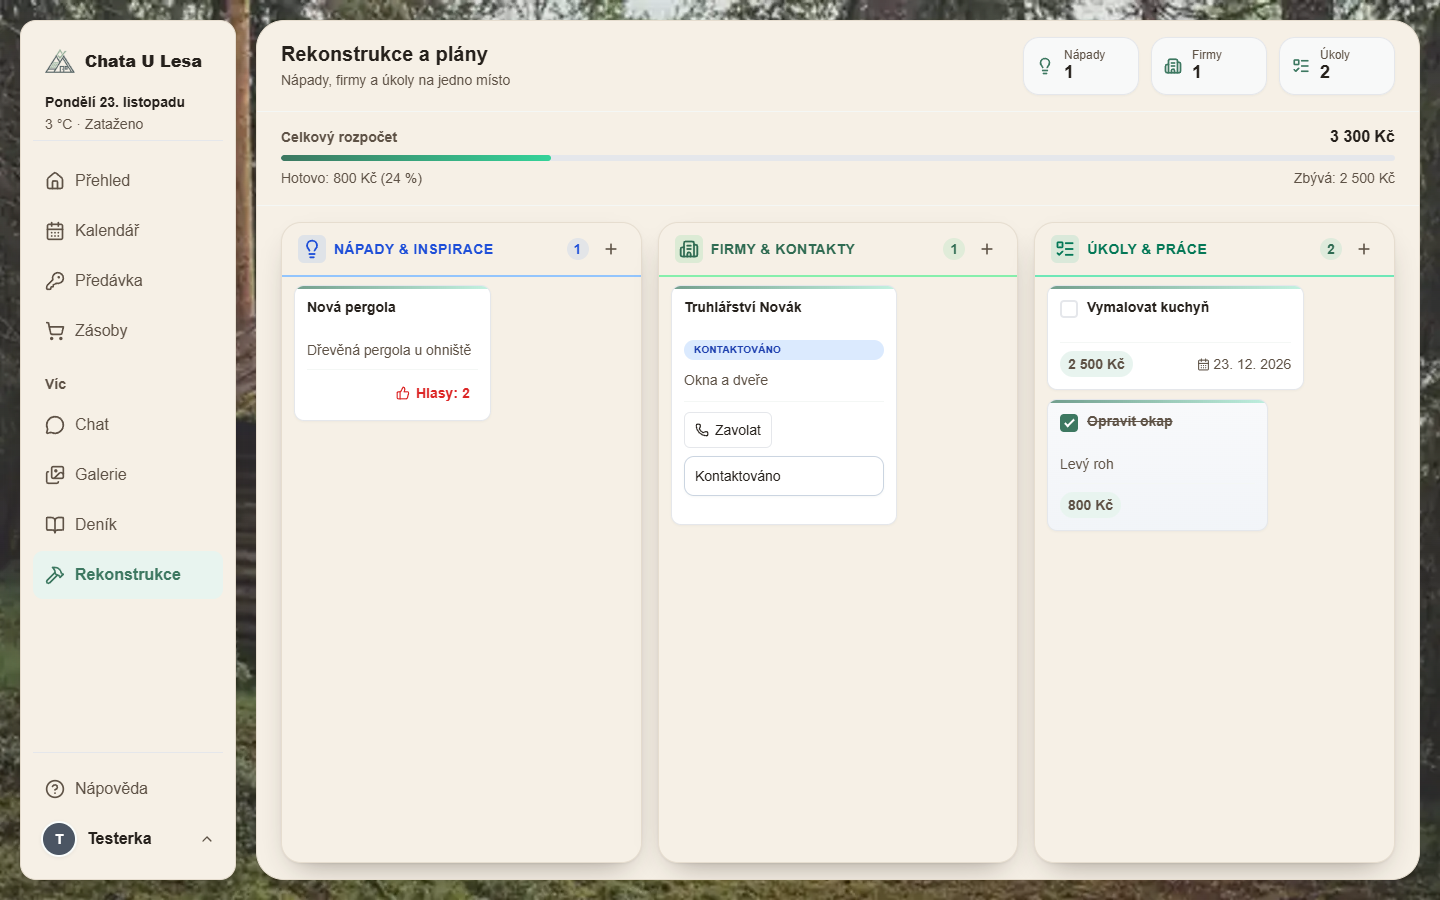 Chata U Lesa
Pondělí 23. listopadu
3 °C · Zataženo
Přehled
Kalendář
Předávka
Zásoby
Víc
Chat
Galerie
Deník
Rekonstrukce
Nápověda
T Testerka
Rekonstrukce a plány
Nápady, firmy a úkoly na jedno místo
Nápady
1
Firmy
1
Úkoly
2
Celkový rozpočet 3 300 Kč
Hotovo: 800 Kč (24 %) Zbývá: 2 500 Kč
NÁPADY & INSPIRACE 1 +
Nová pergola
Dřevěná pergola u ohniště
Hlasy: 2
FIRMY & KONTAKTY 1 +
Truhlářství Novák
KONTAKTOVÁNO
Okna a dveře
Zavolat
Kontaktováno
ÚKOLY & PRÁCE 2 +
Vymalovat kuchyň
2 500 Kč 23. 12. 2026
Opravit okap
Levý roh
800 Kč